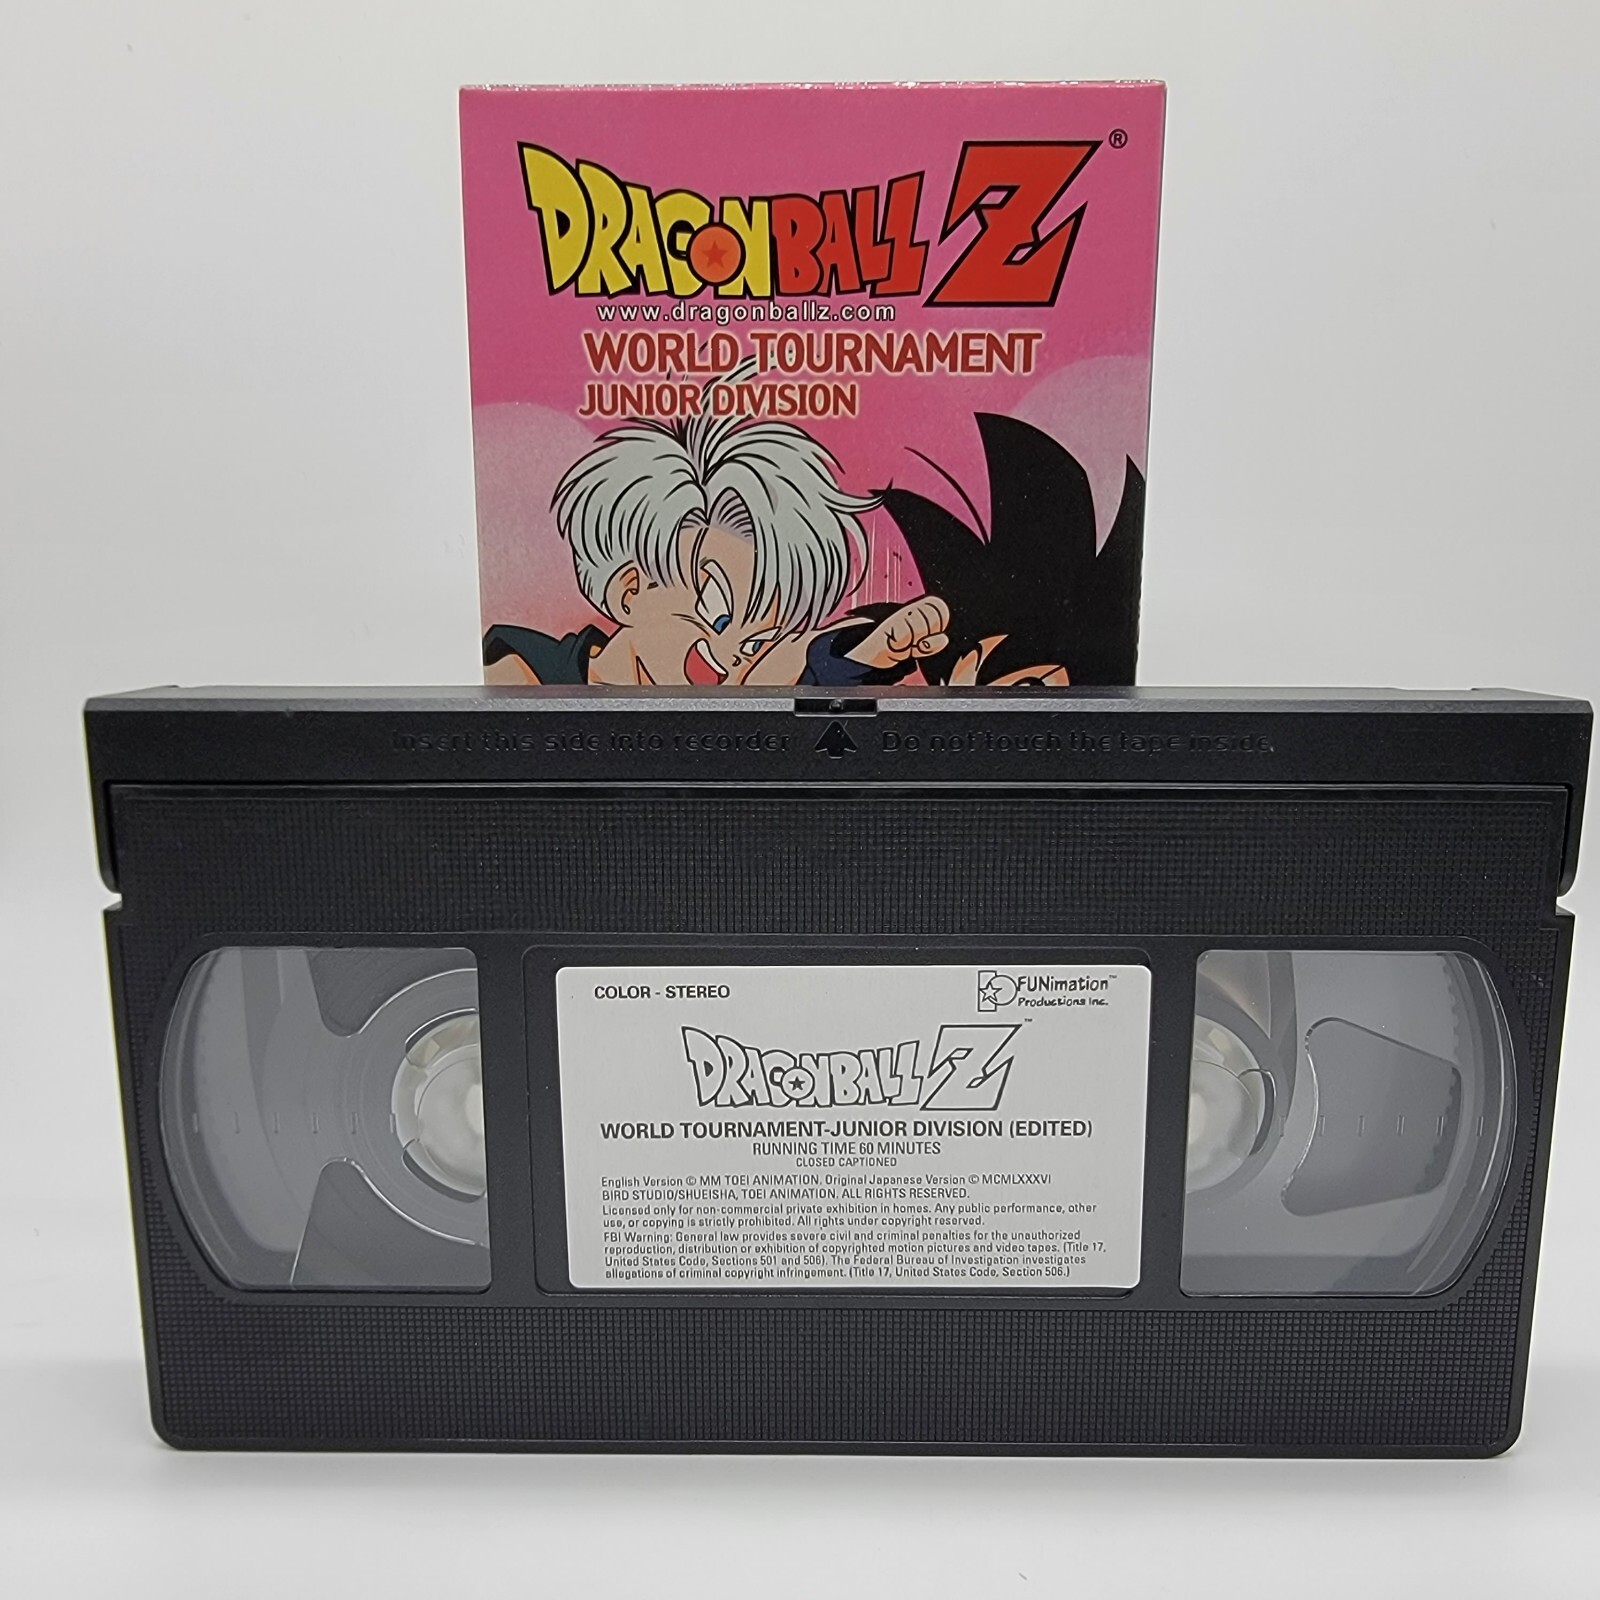 DRAGONBALL Z®
www.dragonballz.com
WORLD TOURNAMENT
JUNIOR DIVISION
Insert this side into recorder Do not touch the tape inside
COLOR - STEREO
FUNimation™
Productions Inc.
DRAGONBALL Z™
WORLD TOURNAMENT-JUNIOR DIVISION (EDITED)
RUNNING TIME 60 MINUTES
CLOSED CAPTIONED
English Version © MM TOEI ANIMATION. Original Japanese Version © MCMLXXXVI
BIRD STUDIO/SHUEISHA, TOEI ANIMATION. ALL RIGHTS RESERVED.
Licensed only for non-commercial private exhibition in homes. Any public performance, other
use, or copying is strictly prohibited. All rights under copyright reserved.
FBI Warning: General law provides severe civil and criminal penalties for the unauthorized
reproduction, distribution or exhibition of copyrighted motion pictures and video tapes. (Title 17,
United States Code, Sections 501 and 506). The Federal Bureau of Investigation investigates
allegations of criminal copyright infringement. (Title 17, United States Code, Section 506.)